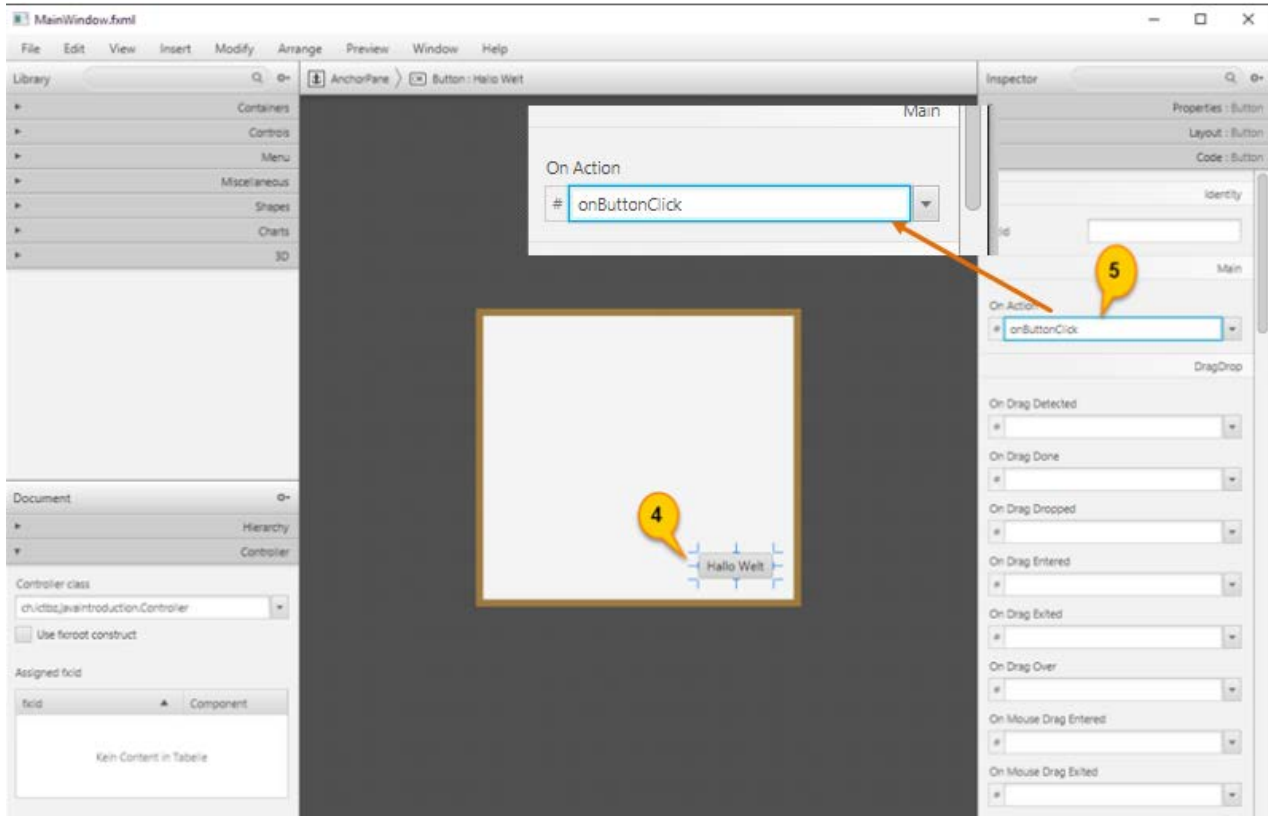 MainWindow.fxml
File Edit View Insert Modify Arrange Preview Window Help
Library
Containers
Controls
Menu
Miscellaneous
Shapes
Charts
3D
Document
Hierarchy
Controller
Controller class
ch.ictbz.javaintroduction.Controller
Use fx:root construct
Assigned fx:id
fx:id Component
Kein Content in Tabelle
AnchorPane Button : Hallo Welt
Main
On Action
# onButtonClick
4
Hallo Welt
Inspector
Properties : Button
Layout : Button
Code : Button
Identity
id
5
Main
On Action
# onButtonClick
DragDrop
On Drag Detected
#
On Drag Done
#
On Drag Dropped
#
On Drag Entered
#
On Drag Exited
#
On Drag Over
#
On Mouse Drag Entered
#
On Mouse Drag Exited
#